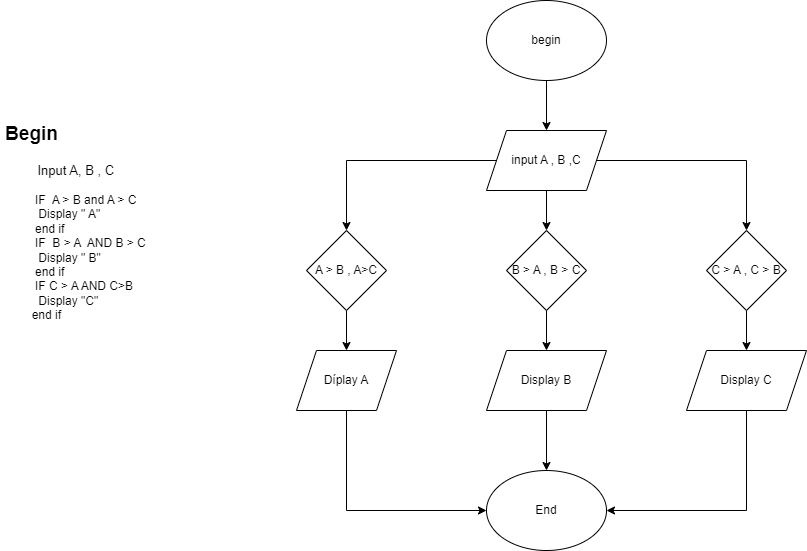 Begin
Input A, B , C
IF A > B and A > C
Display " A"
end if
IF B > A AND B > C
Display " B"
end if
IF C > A AND C>B
Display "C"
end if
begin
input A , B ,C
A > B , A>C
B > A , B > C
C > A , C > B
Díplay A
Display B
Display C
End